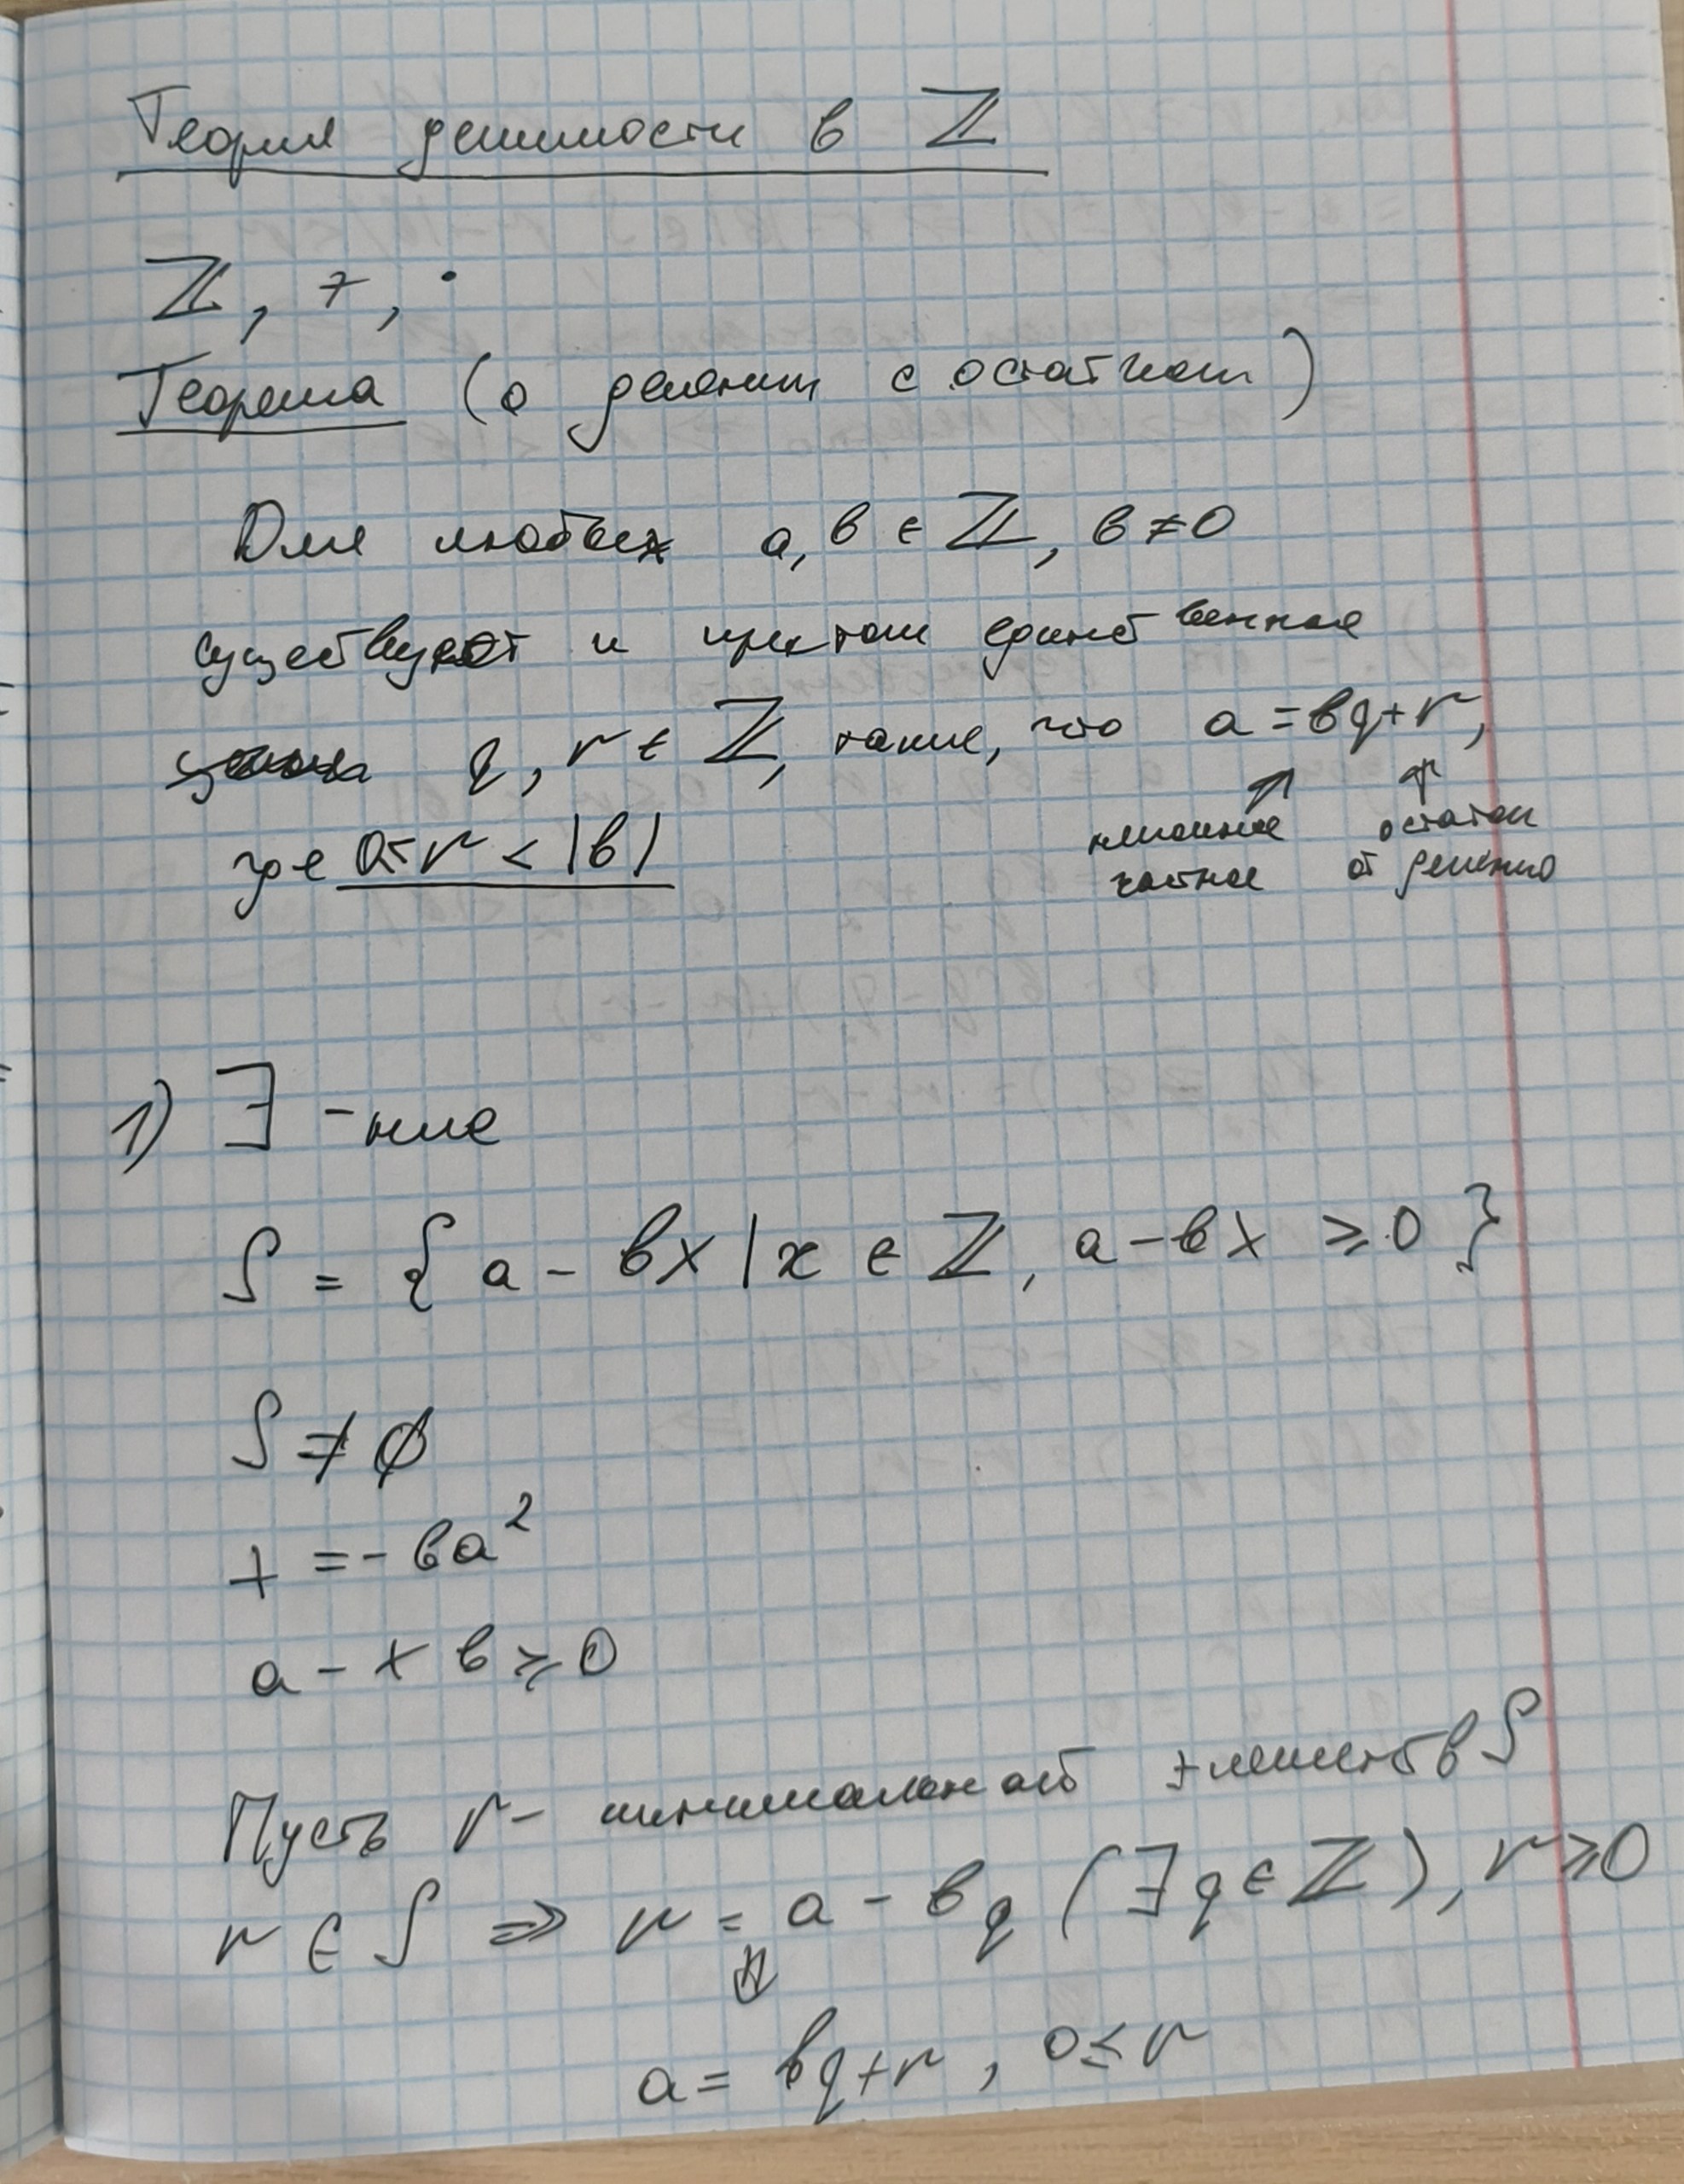 Теория делимости в ℤ
ℤ, +, ·
Теорема (о делении с остатком)
Для любых a, b ∈ ℤ, b ≠ 0
существуют и притом единственные
q, r ∈ ℤ, такие, что a = bq + r,
неполное остаток
частное от деления
где 0 ≤ r < |b|
1) ∃ -ние
S = { a - bx | x ∈ ℤ, a - bx ⩾ 0 }
S ≠ ∅
x = - ba²
a - x b ⩾ 0
Пусть r - минимальный элемент в S
r ∈ S ⇒ r = a - bq (∃ q ∈ ℤ), r ⩾ 0
⇓
a = bq + r, 0 ≤ r